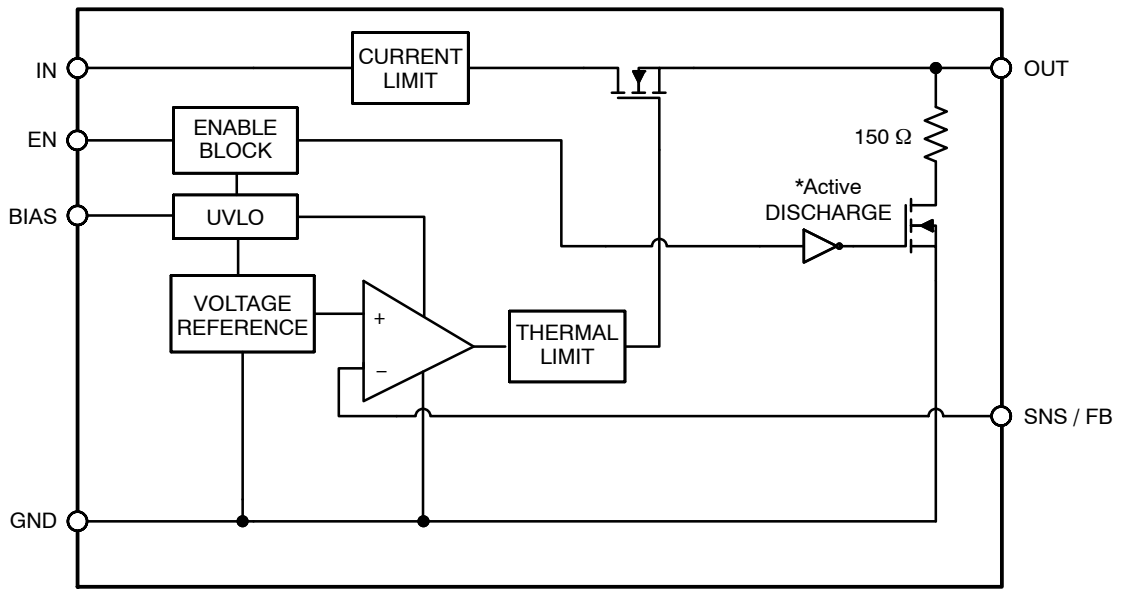 IN
CURRENT
LIMIT
OUT
EN
ENABLE
BLOCK
150 Ω
BIAS
UVLO
*Active
DISCHARGE
VOLTAGE
REFERENCE
+
−
THERMAL
LIMIT
SNS / FB
GND